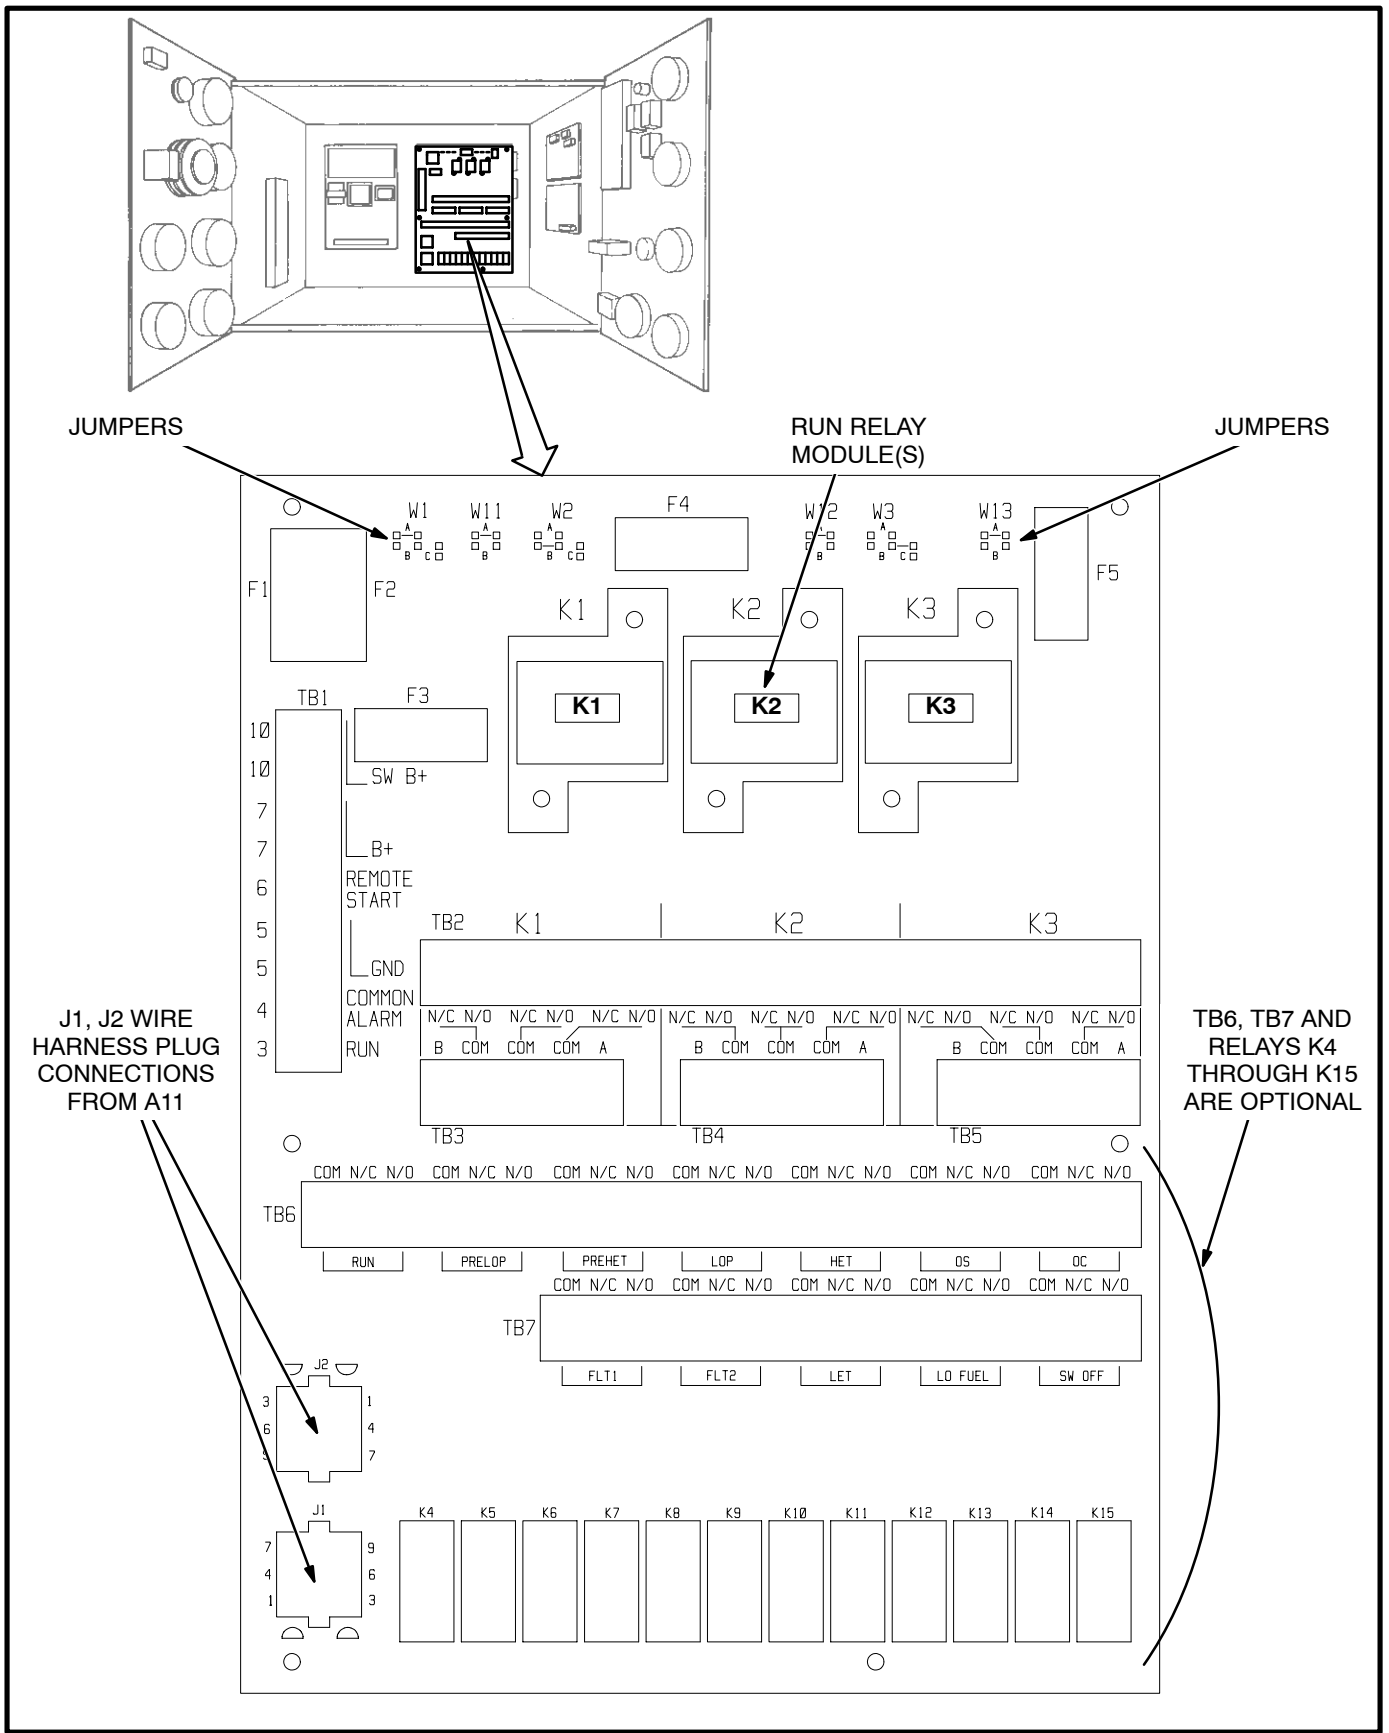 JUMPERS
RUN RELAY
MODULE(S)
JUMPERS
W1 W11 W2 F4 W12 W3 W13
A A A A A A
B C B B C B B C B
F1 F2 F5
K1 K2 K3
K1 K2 K3
TB1 F3
10
10
SW B+
7
7
B+
6 REMOTE
START
5
5
GND
4 COMMON
ALARM
3 RUN
TB2 K1 K2 K3
N/C N/O N/C N/O N/C N/O N/C N/O N/C N/O N/C N/O N/C N/O N/C N/O N/C N/O
B COM COM COM A B COM COM COM A B COM COM COM A
TB3 TB4 TB5
J1, J2 WIRE
HARNESS PLUG
CONNECTIONS
FROM A11
TB6, TB7 AND
RELAYS K4
THROUGH K15
ARE OPTIONAL
COM N/C N/O COM N/C N/O COM N/C N/O COM N/C N/O COM N/C N/O COM N/C N/O COM N/C N/O
TB6
RUN PRELOP PREHET LOP HET OS OC
COM N/C N/O COM N/C N/O COM N/C N/O COM N/C N/O COM N/C N/O
TB7
FLT1 FLT2 LET LO FUEL SW OFF
J2
3 1
6 4
9 7
J1
7 9
4 6
1 3
K4 K5 K6 K7 K8 K9 K10 K11 K12 K13 K14 K15